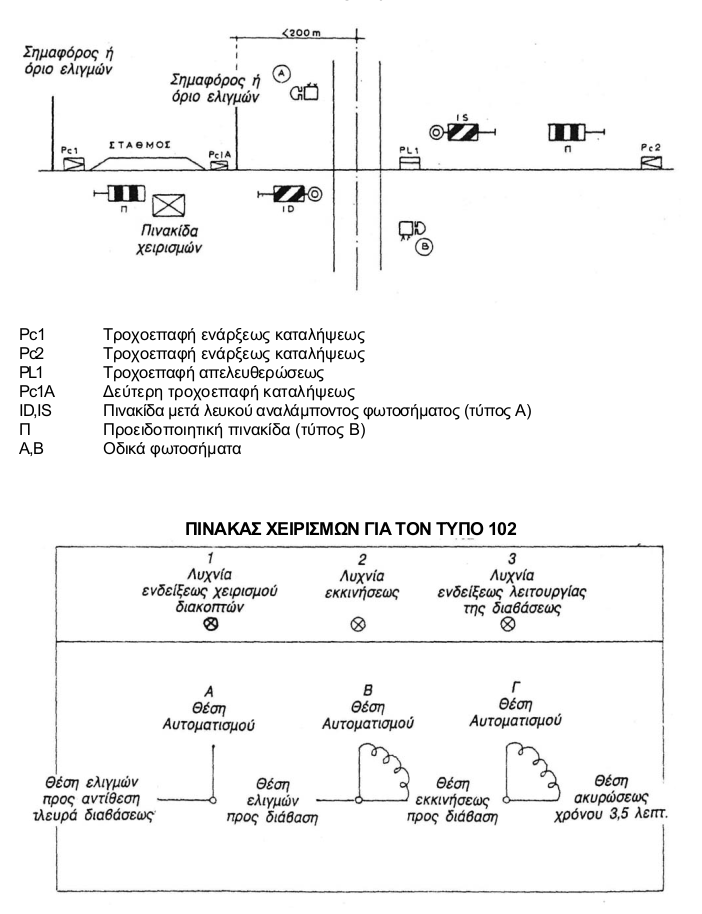 <200m
Σημαφόρος ή
όριο ελιγμών
Σημαφόρος ή
όριο ελιγμών
A
IS
Π
Pc1
ΣΤΑΘΜΟΣ
Pc1A
PL1
Pc2
Π
Πινακίδα
χειρισμών
ID
B
Pc1 Τροχοεπαφή ενάρξεως καταλήψεως
Pc2 Τροχοεπαφή ενάρξεως καταλήψεως
PL1 Τροχοεπαφή απελευθερώσεως
Pc1A Δεύτερη τροχοεπαφή καταλήψεως
ID,IS Πινακίδα μετά λευκού αναλάμποντος φωτοσήματος (τύπος Α)
Π Προειδοποιητική πινακίδα (τύπος Β)
Α,Β Οδικά φωτοσήματα
ΠΙΝΑΚΑΣ ΧΕΙΡΙΣΜΩΝ ΓΙΑ ΤΟΝ ΤΥΠΟ 102
1
Λυχνία
ενδείξεως χειρισμού
διακοπτών
2
Λυχνία
εκκινήσεως
3
Λυχνία
ενδείξεως λειτουργίας
της διαβάσεως
Α
Θέση
Αυτοματισμού
Β
Θέση
Αυτοματισμού
Γ
Θέση
Αυτοματισμού
Θέση ελιγμών
προς αντίθεση
πλευρά διαβάσεως
Θέση
ελιγμών
προς διάβαση
Θέση
εκκινήσεως
προς διάβαση
Θέση
ακυρώσεως
χρόνου 3,5 λεπτ.